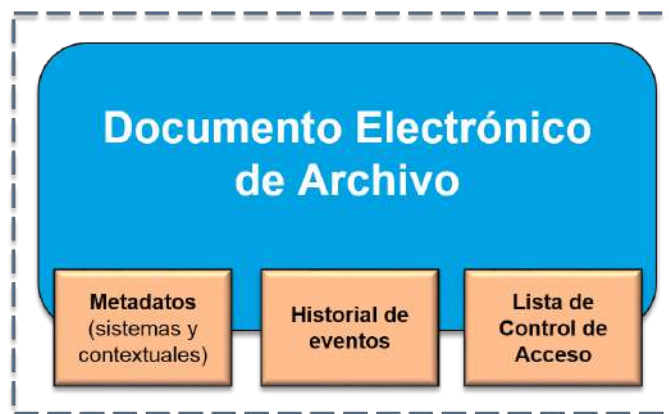 Documento Electrónico
de Archivo
Metadatos
(sistemas y
contextuales)
Historial de
eventos
Lista de
Control de
Acceso